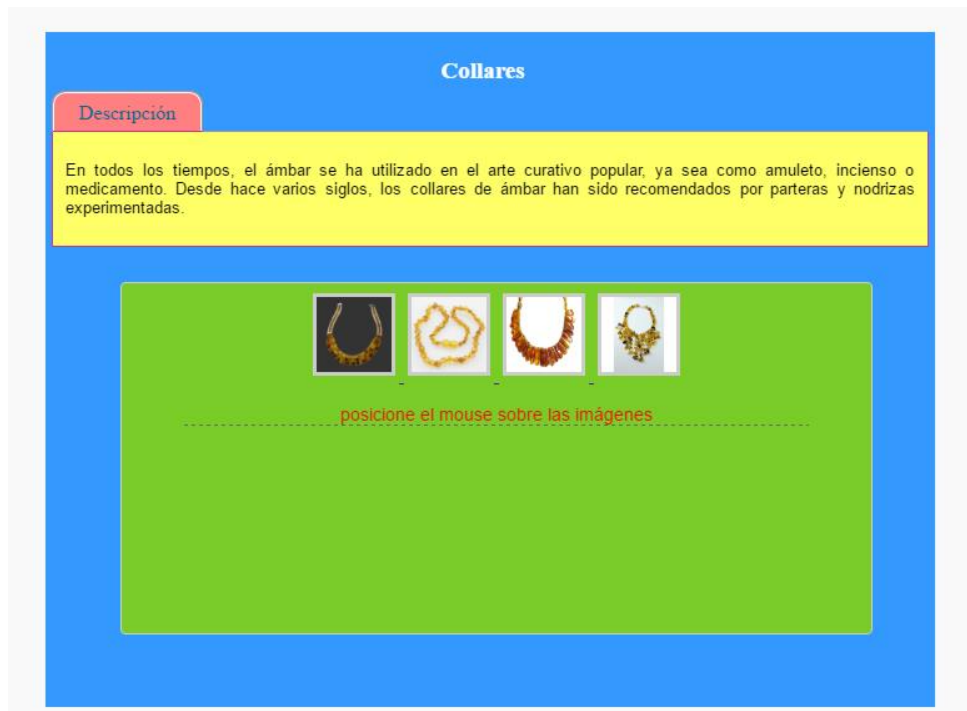 Collares
Descripción
En todos los tiempos, el ámbar se ha utilizado en el arte curativo popular, ya sea como amuleto, incienso o
medicamento. Desde hace varios siglos, los collares de ámbar han sido recomendados por parteras y nodrizas
experimentadas.
posicione el mouse sobre las imágenes